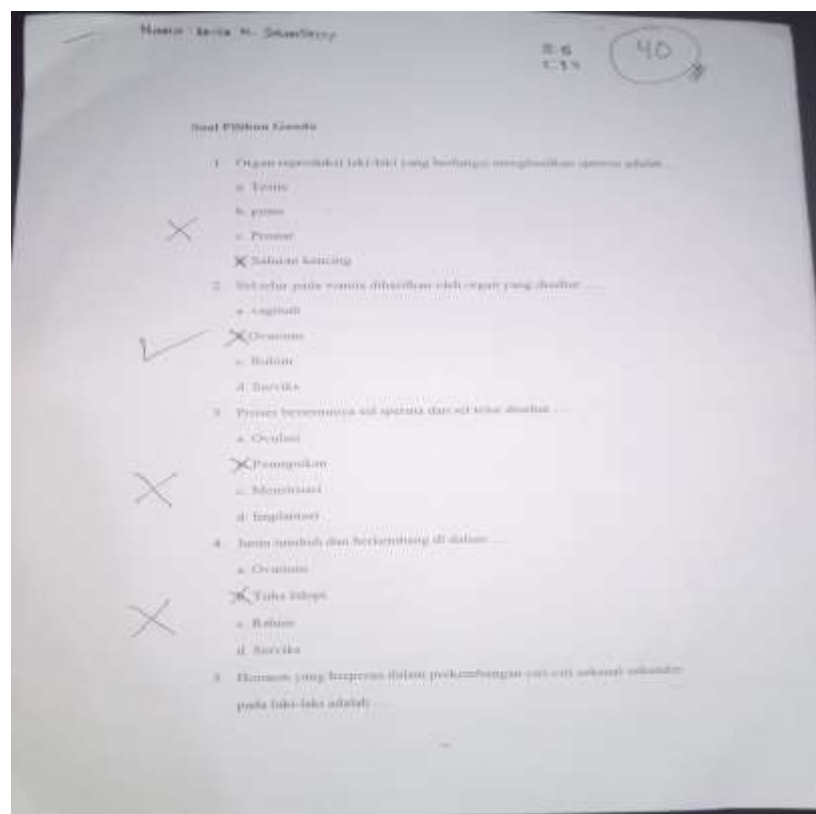 40
Soal Pilihan Ganda
1. Organ reproduksi laki-laki yang berfungsi menghasilkan sperma adalah ...
a. Testis
b. penis
c. Prostat
Saluran kencing
2. Sel telur pada wanita dihasilkan oleh organ yang disebut ...
a. vagina
Ovarium
c. Rahim
d. Serviks
3. Proses bertemunya sel sperma dan sel telur disebut ...
a. Ovulasi
c. Menstruasi
d. Implantasi
4. Janin tumbuh dan berkembang di dalam ...
a. Ovarium
Tuba falopi
c. Rahim
d. Serviks
5. Hormon yang berperan dalam perkembangan ciri-ciri seksual sekunder
pada laki-laki adalah ...